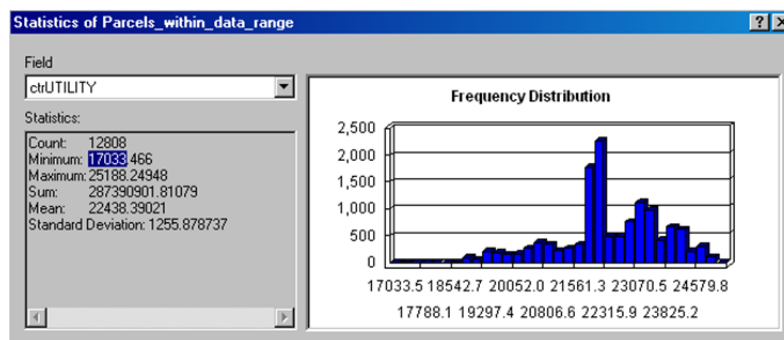 Statistics of Parcels_within_data_range
Field
ctrUTILITY
Statistics:
Count: 12808
Minimum: 17033.466
Maximum: 25188.24948
Sum: 287390901.81079
Mean: 22438.39021
Standard Deviation: 1255.878737
Frequency Distribution
2,500
2,000
1,500
1,000
500
0
17033.5 18542.7 20052.0 21561.3 23070.5 24579.8
17788.1 19297.4 20806.6 22315.9 23825.2